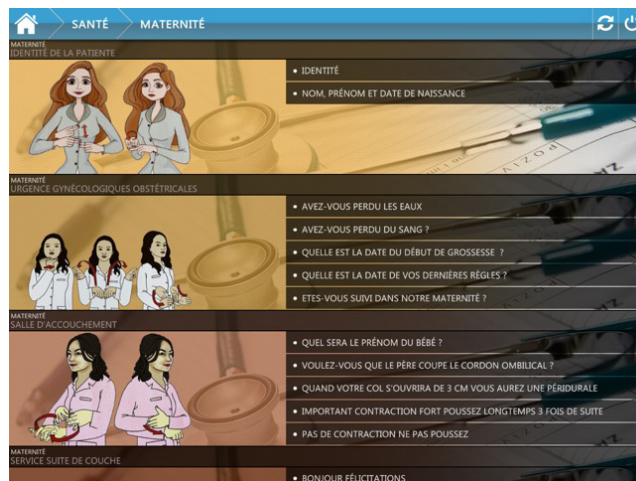 SANTÉ MATERNITÉ
MATERNITÉ
IDENTITÉ DE LA PATIENTE
• IDENTITÉ
• NOM, PRÉNOM ET DATE DE NAISSANCE
MATERNITÉ
URGENCE GYNÉCOLOGIQUES OBSTÉTRICALES
• AVEZ-VOUS PERDU LES EAUX
• AVEZ-VOUS PERDU DU SANG ?
• QUELLE EST LA DATE DU DÉBUT DE GROSSESSE ?
• QUELLE EST LA DATE DE VOS DERNIÈRES RÈGLES ?
• ETES-VOUS SUIVI DANS NOTRE MATERNITÉ ?
MATERNITÉ
SALLE D'ACCOUCHEMENT
• QUEL SERA LE PRÉNOM DU BÉBÉ ?
• VOULEZ-VOUS QUE LE PÈRE COUPE LE CORDON OMBILICAL ?
• QUAND VOTRE COL S'OUVRIRA DE 3 CM VOUS AUREZ UNE PÉRIDURALE
• IMPORTANT CONTRACTION FORT POUSSEZ LONGTEMPS 3 FOIS DE SUITE
• PAS DE CONTRACTION NE PAS POUSSEZ
MATERNITÉ
SERVICE SUITE DE COUCHE
• BONJOUR FÉLICITATIONS